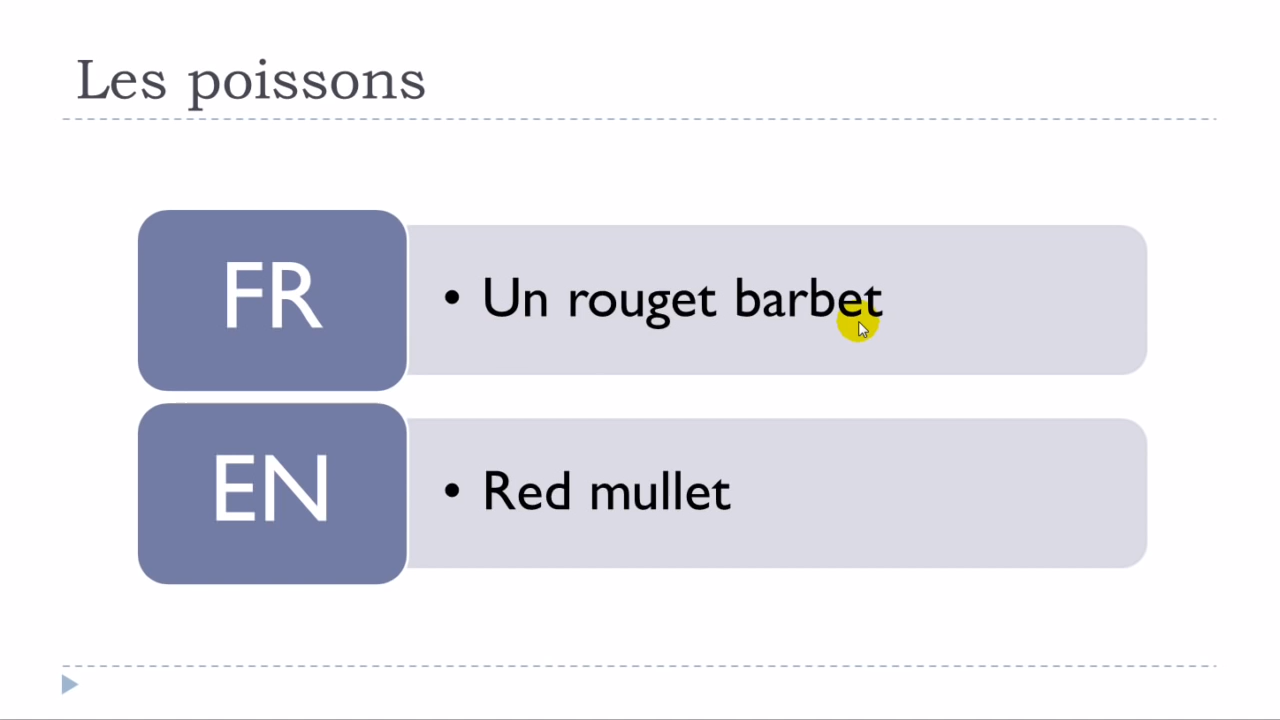 Les poissons
FR
• Un rouget barbet
EN
• Red mullet